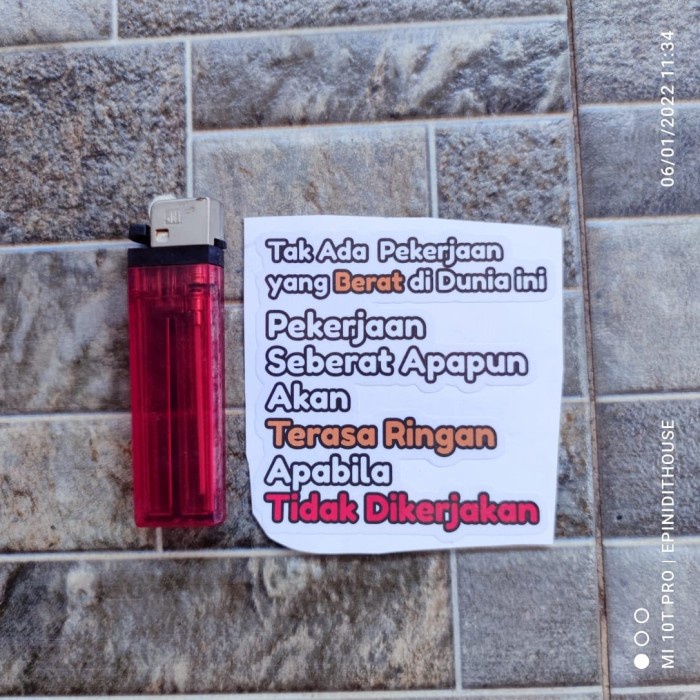 Tak Ada Pekerjaan
yang Berat di Dunia ini
Pekerjaan
Seberat Apapun
Akan
Terasa Ringan
Apabila
Tidak Dikerjakan
06/01/2022 11:34
MI 10T PRO | EPINIDITHOUSE